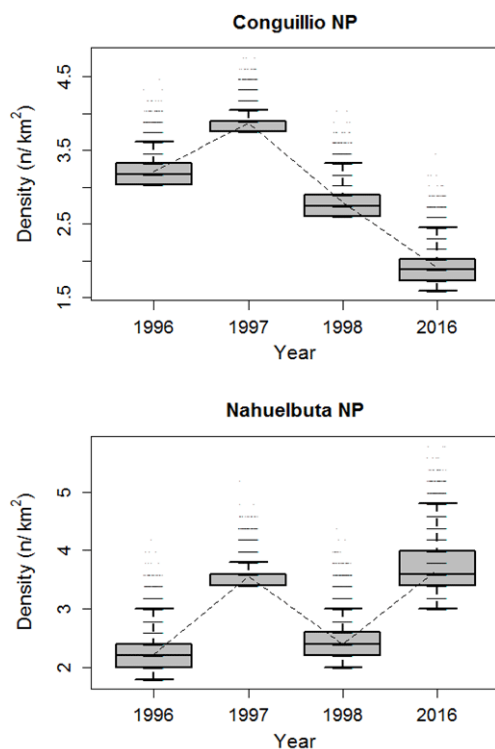 Conguillio NP
4.5
3.5
2.5
1.5
Density (n/km²)
1996 1997 1998 2016
Year
Nahuelbuta NP
5
4
3
2
Density (n/km²)
1996 1997 1998 2016
Year